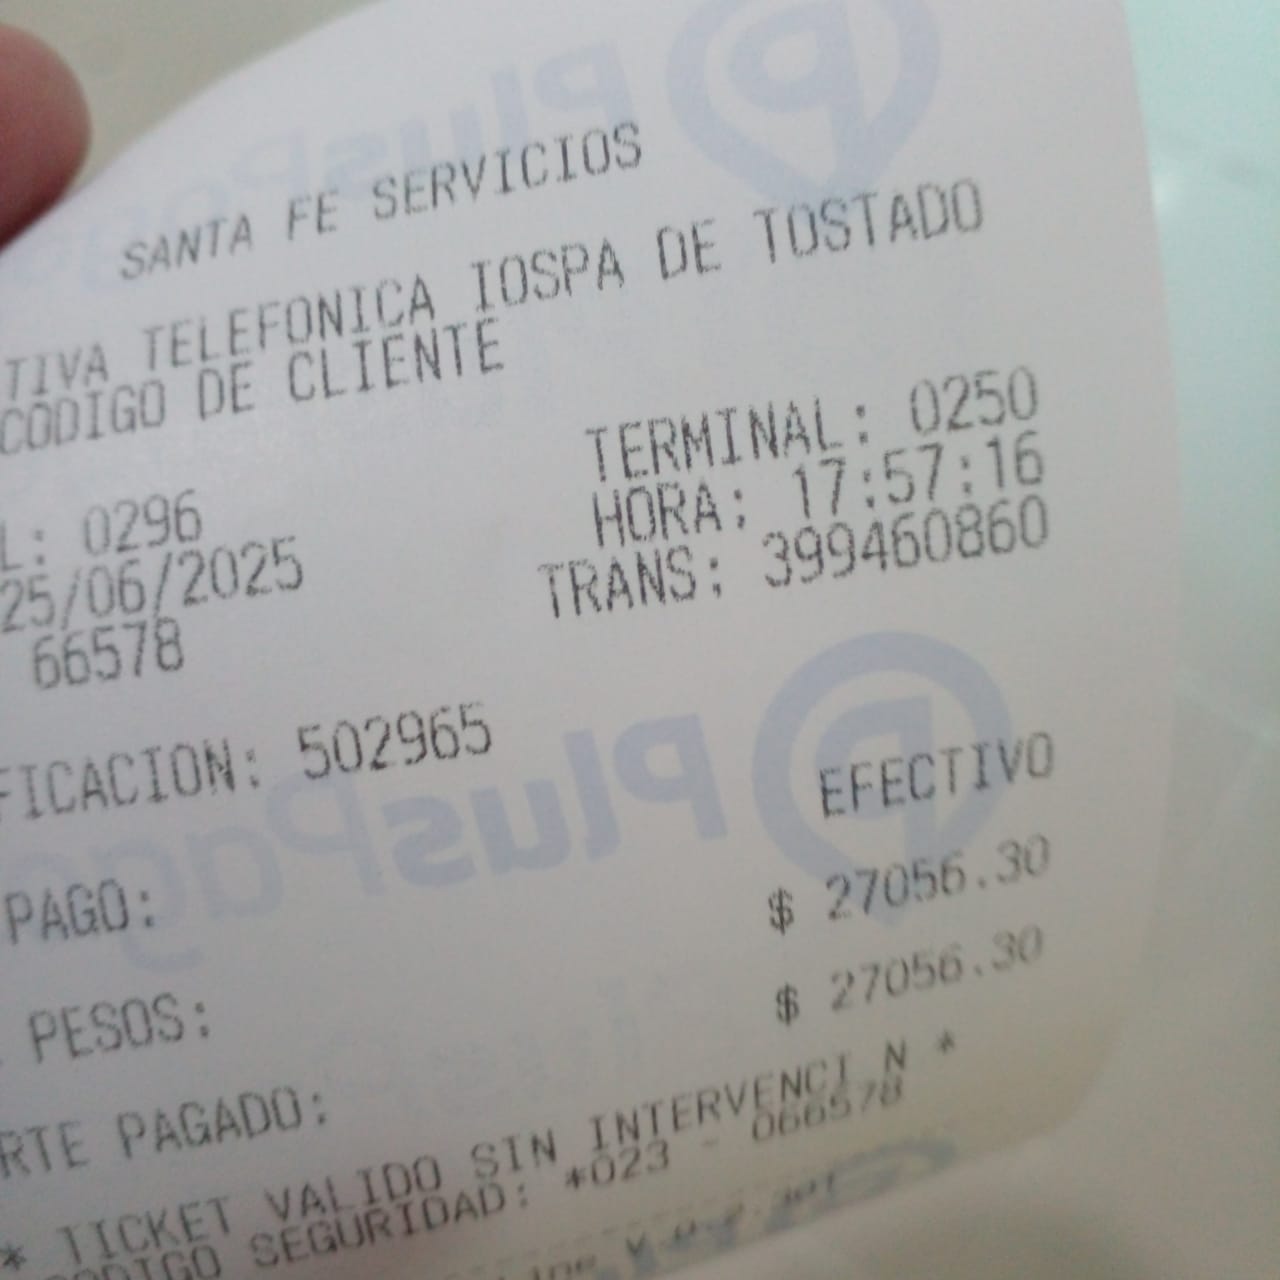 SANTA FE SERVICIOS
TIVA TELEFONICA IOSPA DE TOSTADO
CODIGO DE CLIENTE
L: 0296 TERMINAL: 0250
25/06/2025 HORA: 17:57:16
66578 TRANS: 399460860
FICACION: 502965
PAGO: EFECTIVO
PESOS: $ 27056.30
RTE PAGADO: $ 27056.30
* TICKET VALIDO SIN INTERVENCI N *
CODIGO SEGURIDAD: *023 - 066578
PlusPago
PlusPago